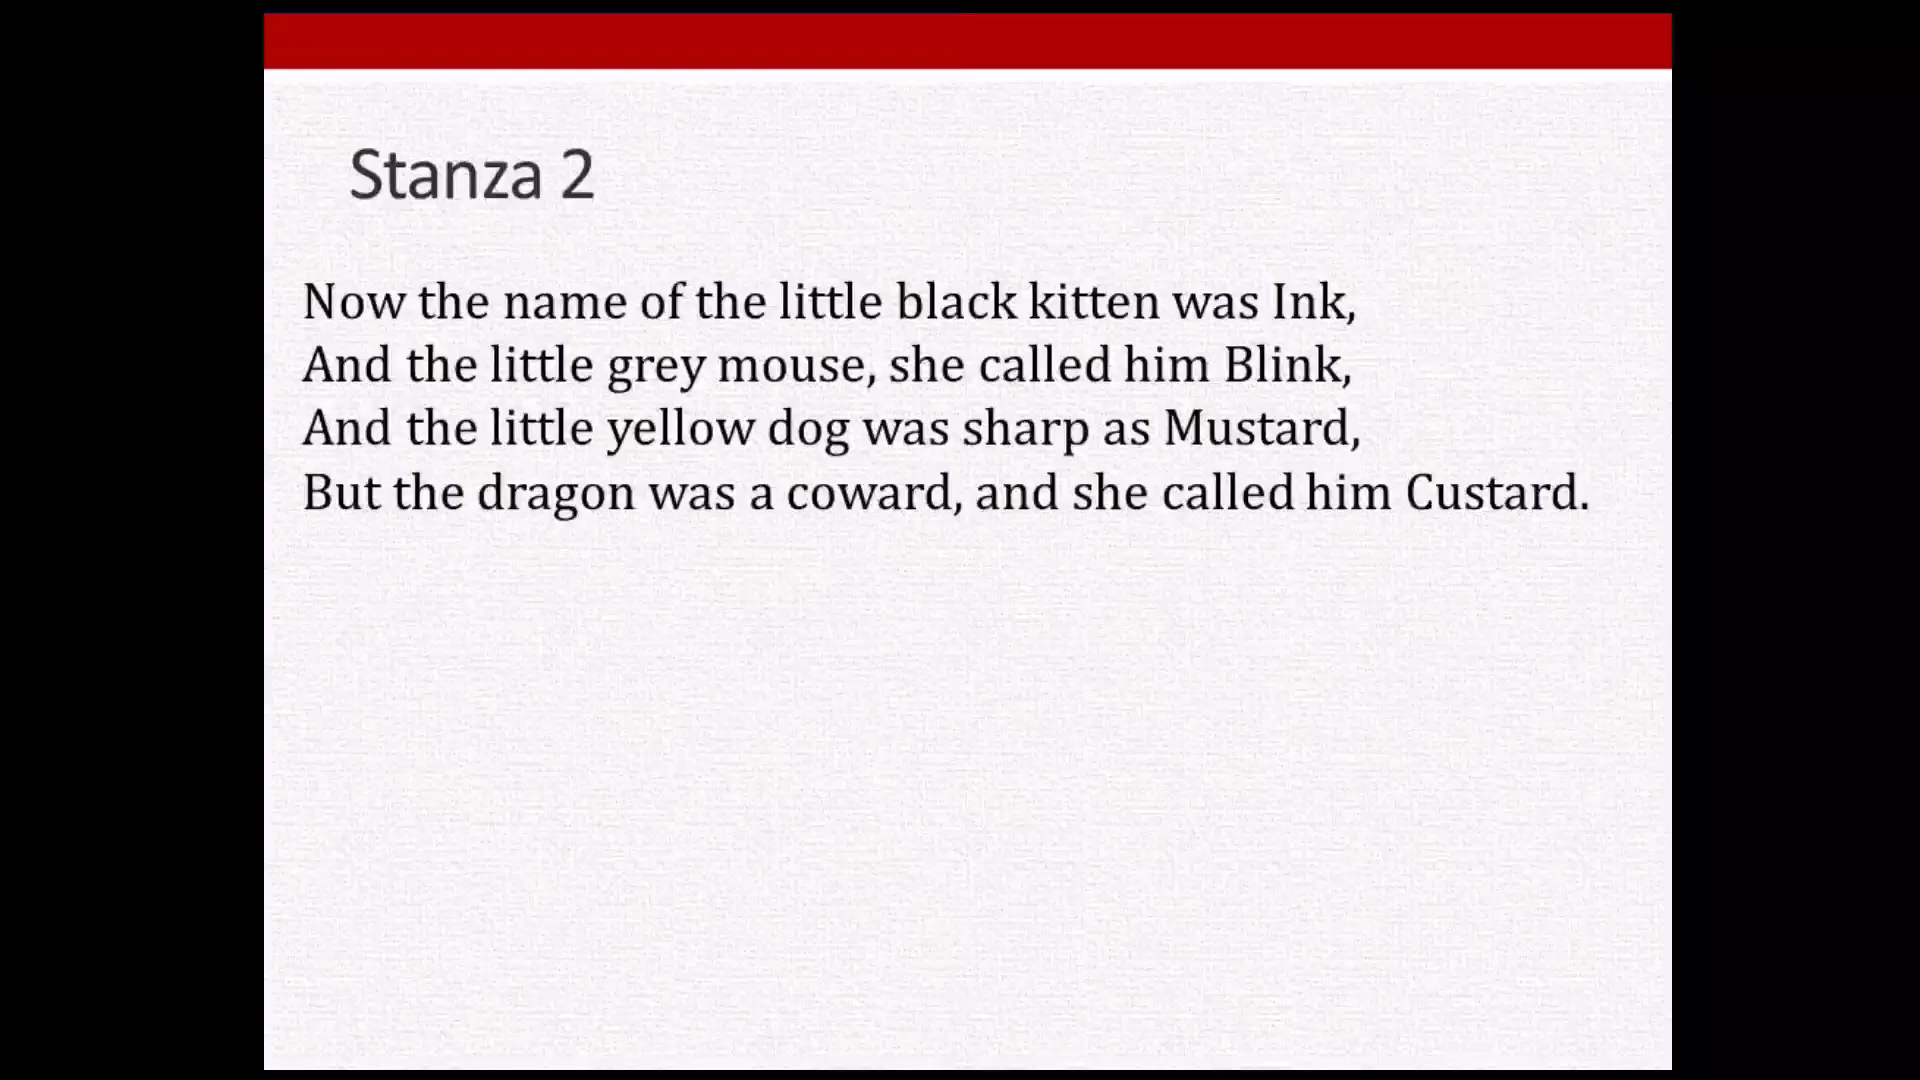 Stanza 2
Now the name of the little black kitten was Ink,
And the little grey mouse, she called him Blink,
And the little yellow dog was sharp as Mustard,
But the dragon was a coward, and she called him Custard.